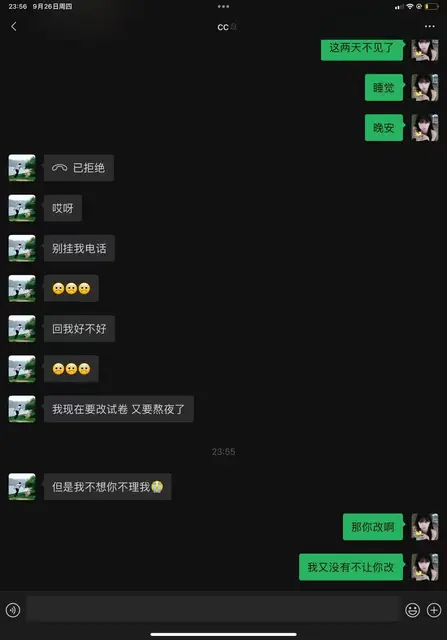 23:56 9月26日周四
cc
这两天不见了
睡觉
晚安
已拒绝
哎呀
别挂我电话
回我好不好
我现在要改试卷 又要熬夜了
23:55
但是我不想你不理我
那你改啊
我又没有不让你改